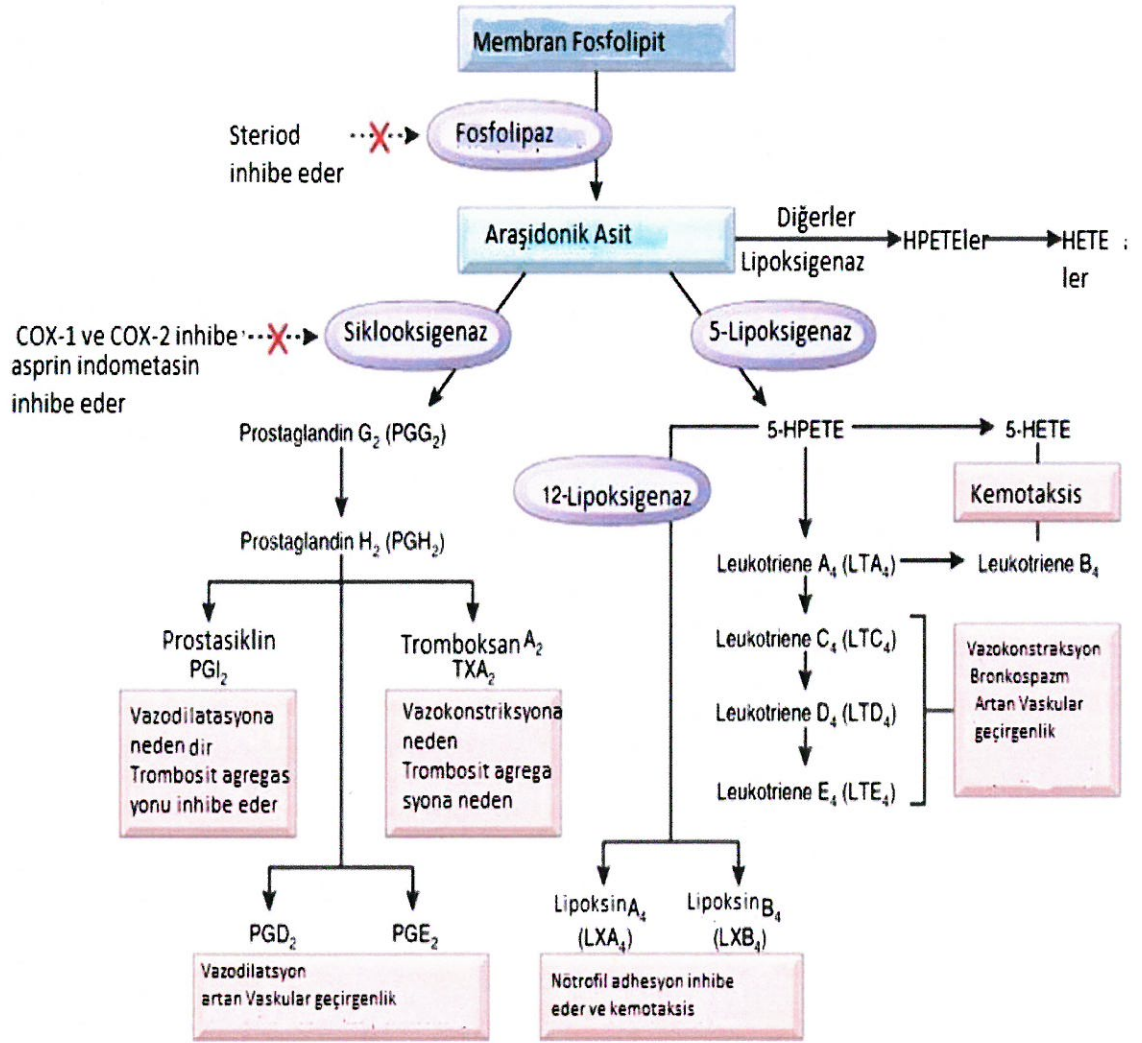 Membran Fosfolipit
Steriod
inhibe eder
Fosfolipaz
Araşidonik Asit
Diğerler
Lipoksigenaz
HPETEler
HETE :
ler
COX-1 ve COX-2 inhibe
asprin indometasin
inhibe eder
Siklooksigenaz
5-Lipoksigenaz
Prostaglandin G₂ (PGG₂)
5-HPETE
5-HETE
12-Lipoksigenaz
Kemotaksis
Prostaglandin H₂ (PGH₂)
Leukotriene A₄ (LTA₄)
Leukotriene B₄
Prostasiklin
PGI₂
Tromboksan A₂
TXA₂
Leukotriene C₄ (LTC₄)
Vazodilatasyona
neden dir
Trombosit agregas
yonu inhibe eder
Vazokonstriksyona
neden
Trombosit agrega
syona neden
Leukotriene D₄ (LTD₄)
Leukotriene E₄ (LTE₄)
Vazokonstraksyon
Bronkospazm
Artan Vaskular
geçirgenlik
PGD₂
PGE₂
Vazodilatsyon
artan Vaskular geçirgenlik
Lipoksin A₄
(LXA₄)
Lipoksin B₄
(LXB₄)
Nötrofil adhesyon inhibe
eder ve kemotaksis